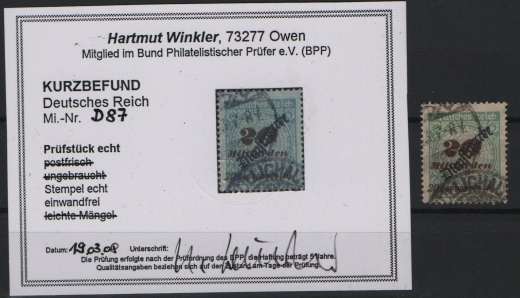 Hartmut Winkler, 73277 Owen
Mitglied im Bund Philatelistischer Prüfer e.V. (BPP)
KURZBEFUND
Deutsches Reich
Mi.-Nr. D87
Prüfstück echt
postfrisch
ungebraucht
Stempel echt
einwandfrei
leichte Mängel
Datum: 19.03.08 Unterschrift:
Die Prüfung erfolgte nach der Prüfordnung des BPP, die Haftung beträgt 5 Jahre.
Qualitätsangaben beziehen sich auf den Zustand am Tage der Prüfung.
20
Milliarden
20